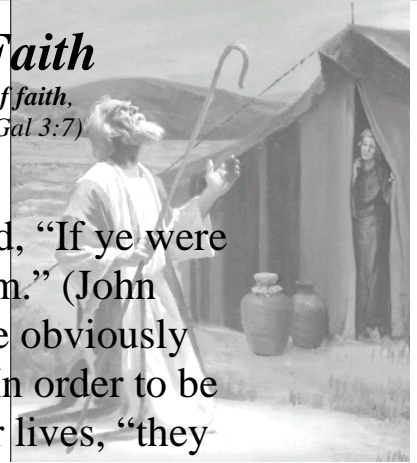 Faith
f faith,
Gal 3:7)
d, “If ye were
m.” (John
e obviously
n order to be
r lives, “they